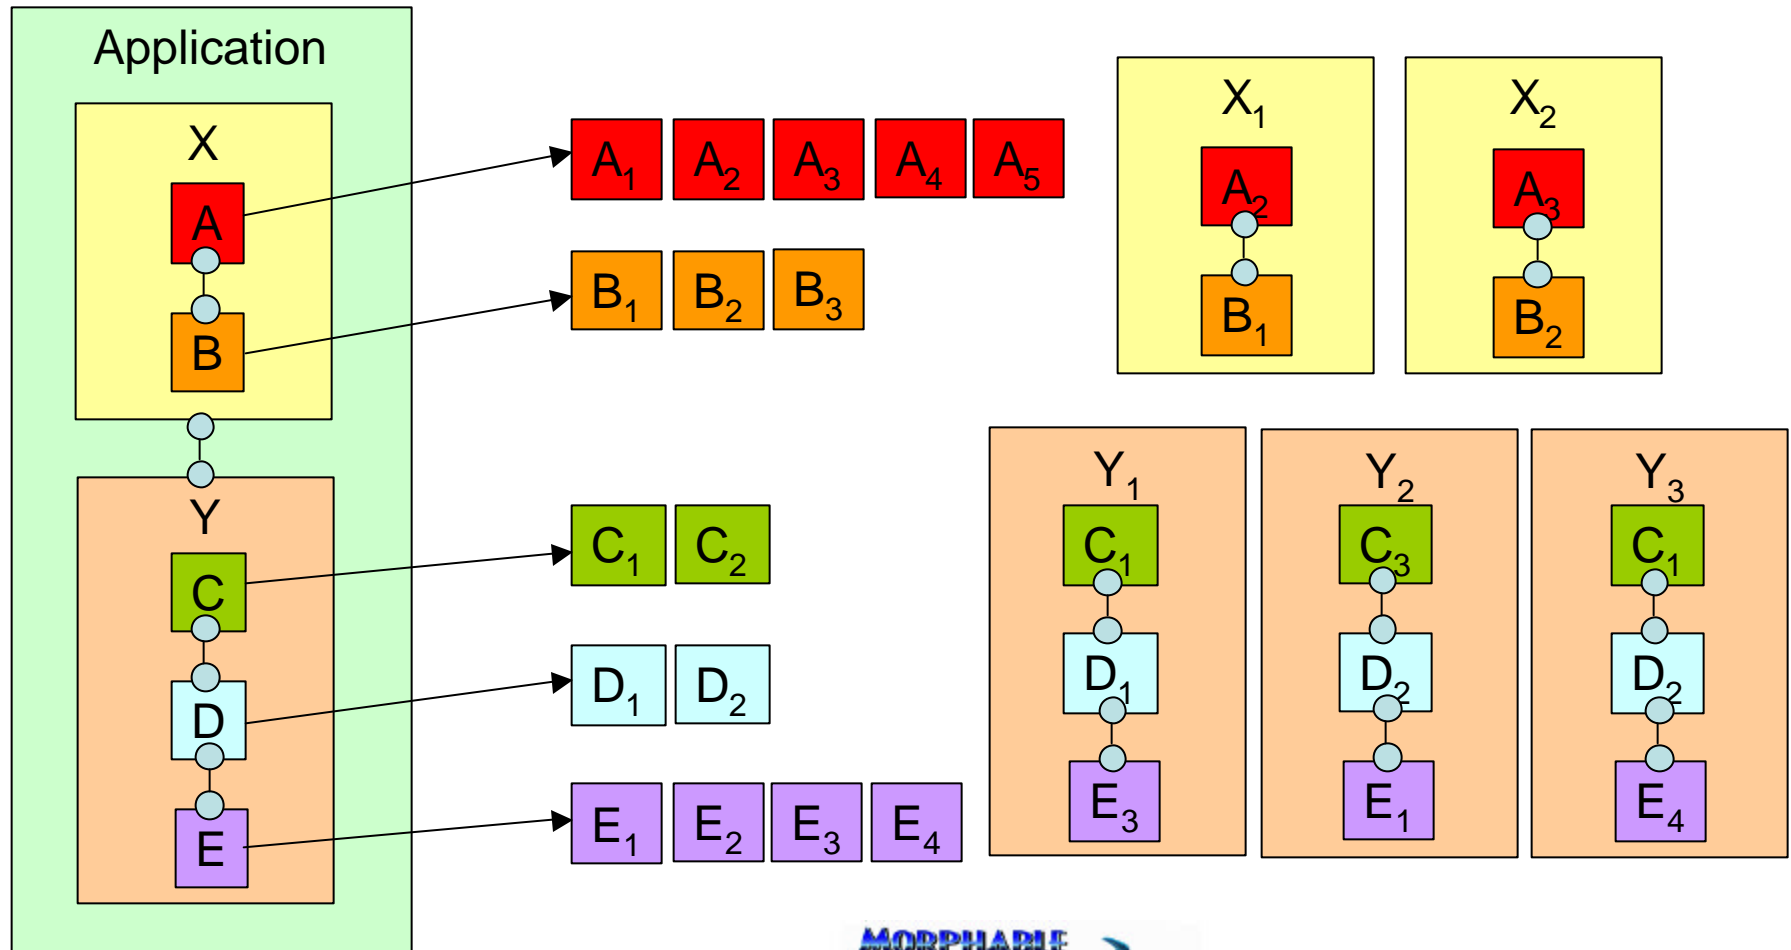 Application
X
A
B
Y
C
D
E
A1 A2 A3 A4 A5
B1 B2 B3
C1 C2
D1 D2
E1 E2 E3 E4
X1
A2
B1
X2
A3
B2
Y1
C1
D1
E3
Y2
C3
D2
E1
Y3
C1
D2
E4
MORPHABLE